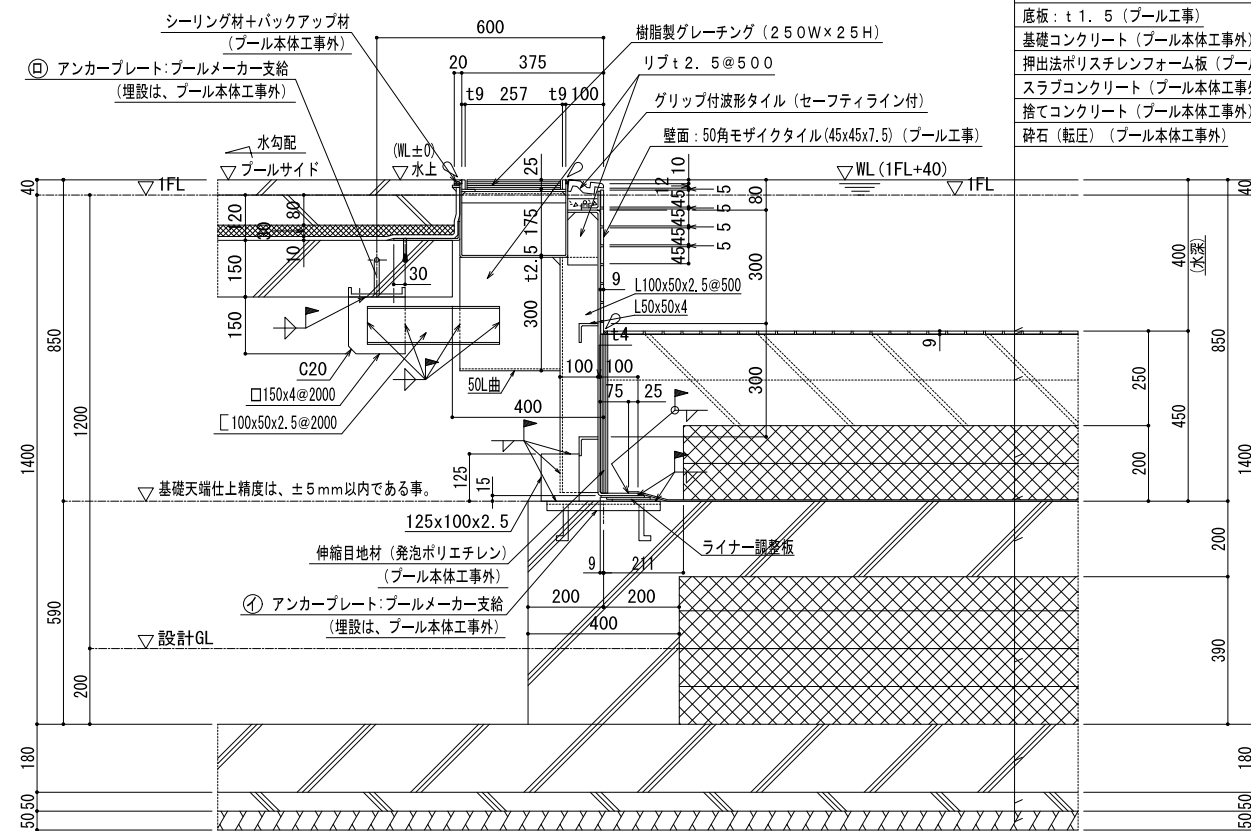 シーリング材＋バックアップ材
(プール本体工事外)
㋺ アンカープレート:プールメーカー支給
(埋設は、プール本体工事外)
600
20 375
t9 257 t9 100
樹脂製グレーチング (250W×25H)
リブt2.5@500
グリップ付波形タイル (セーフティライン付)
壁面:50角モザイクタイル(45x45x7.5) (プール工事)
底板:t1.5 (プール工事)
基礎コンクリート (プール本体工事外)
押出法ポリスチレンフォーム板 (プー
スラブコンクリート (プール本体工事外
捨てコンクリート (プール本体工事外)
砕石 (転圧) (プール本体工事外)
水勾配
▽プールサイド
(WL±0)
▽水上
▽1FL
▽WL(1FL+40)
▽1FL
40
120
80
30
10
150
150
30
25
175
t2.5
300
10
12
45
45
45
45
5
5
5
5
80
300
300
400
(水深)
40
850
1200
1400
590
200
180
50
50
9
L100x50x2.5@500
L50x50x4
t4
9
C20
□150x4@2000
⊏100x50x2.5@2000
50L曲
100 100
75 25
400
125
15
250
200
450
850
1400
▽基礎天端仕上精度は、±5mm以内である事。
125x100x2.5
伸縮目地材 (発泡ポリエチレン)
(プール本体工事外)
㋑ アンカープレート:プールメーカー支給
(埋設は、プール本体工事外)
ライナー調整板
9 211
200 200
400
▽設計GL
200
390
180
50
50